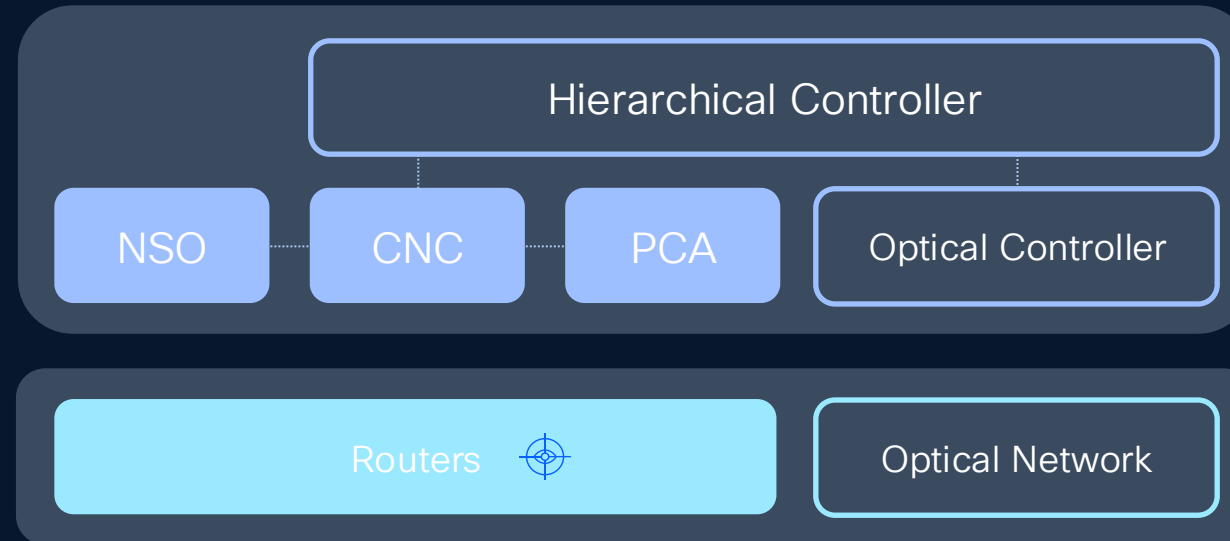 Hierarchical Controller
NSO
CNC
PCA
Optical Controller
Routers
Optical Network